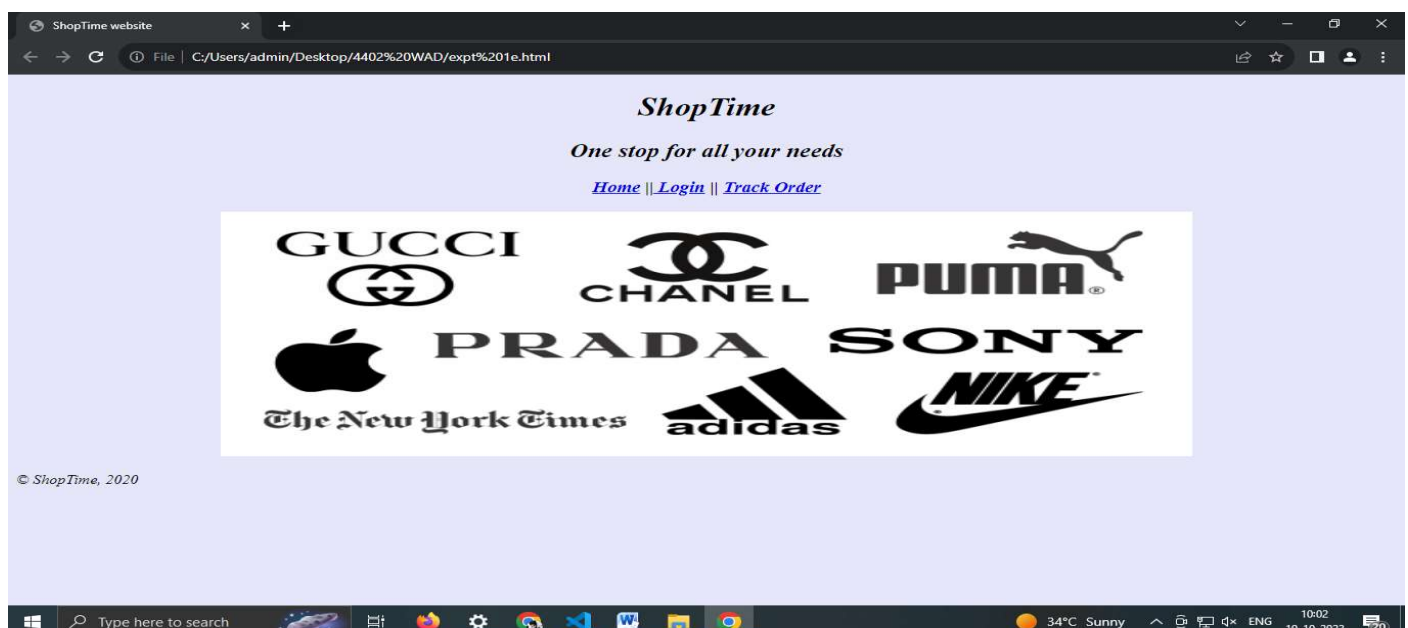 ShopTime website
File | C:/Users/admin/Desktop/4402%20WAD/expt%201e.html
ShopTime
One stop for all your needs
Home || Login || Track Order
GUCCI
CHANEL
PUMA®
PRADA
SONY
The New York Times
adidas
NIKE
© ShopTime, 2020
Type here to search
34°C Sunny
ENG
10:02